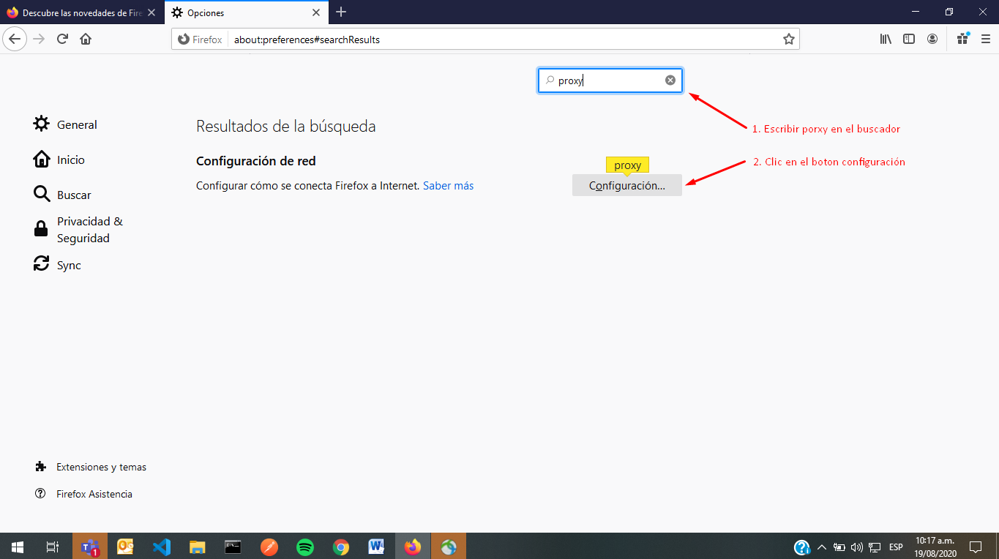 Descubre las novedades de Fire
Opciones
Firefox
about:preferences#searchResults
proxy
1. Escribir porxy en el buscador
General
Resultados de la búsqueda
Inicio
Configuración de red
proxy
2. Clic en el boton configuración
Configurar cómo se conecta Firefox a Internet. Saber más
Configuración...
Buscar
Privacidad &
Seguridad
Sync
Extensiones y temas
Firefox Asistencia
1
ESP
10:17 a.m.
19/08/2020